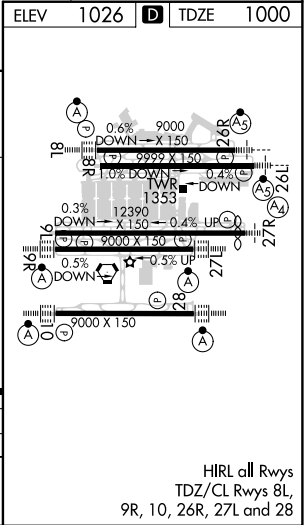 ELEV 1026 D TDZE 1000
A
P
0.6% 9000
DOWN X 150
26R
A5
8L
8R
P
9999 X 150
P
1.0% DOWN 0.4%
DOWN
26L
A5
A4
TWR
1353
0.3% 12390
DOWN X 150 0.4% UP
P
27R
9L
P
9000 X 150
P
9R
A
0.5%
DOWN
0.5% UP
27L
A
P
28
10
A
P
9000 X 150
A
HIRL all Rwys
TDZ/CL Rwys 8L,
9R, 10, 26R, 27L and 28